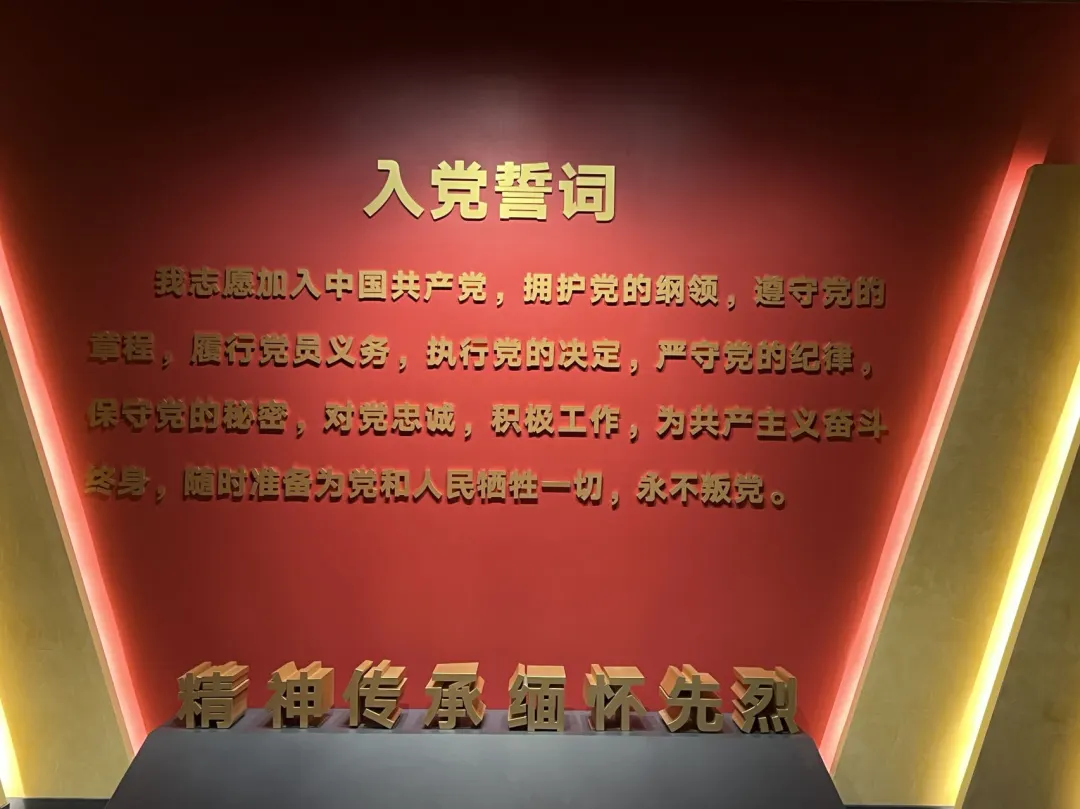 入党誓词
我志愿加入中国共产党，拥护党的纲领，遵守党的
章程，履行党员义务，执行党的决定，严守党的纪律，
保守党的秘密，对党忠诚，积极工作，为共产主义奋斗
终身，随时准备为党和人民牺牲一切，永不叛党。
精神传承缅怀先烈